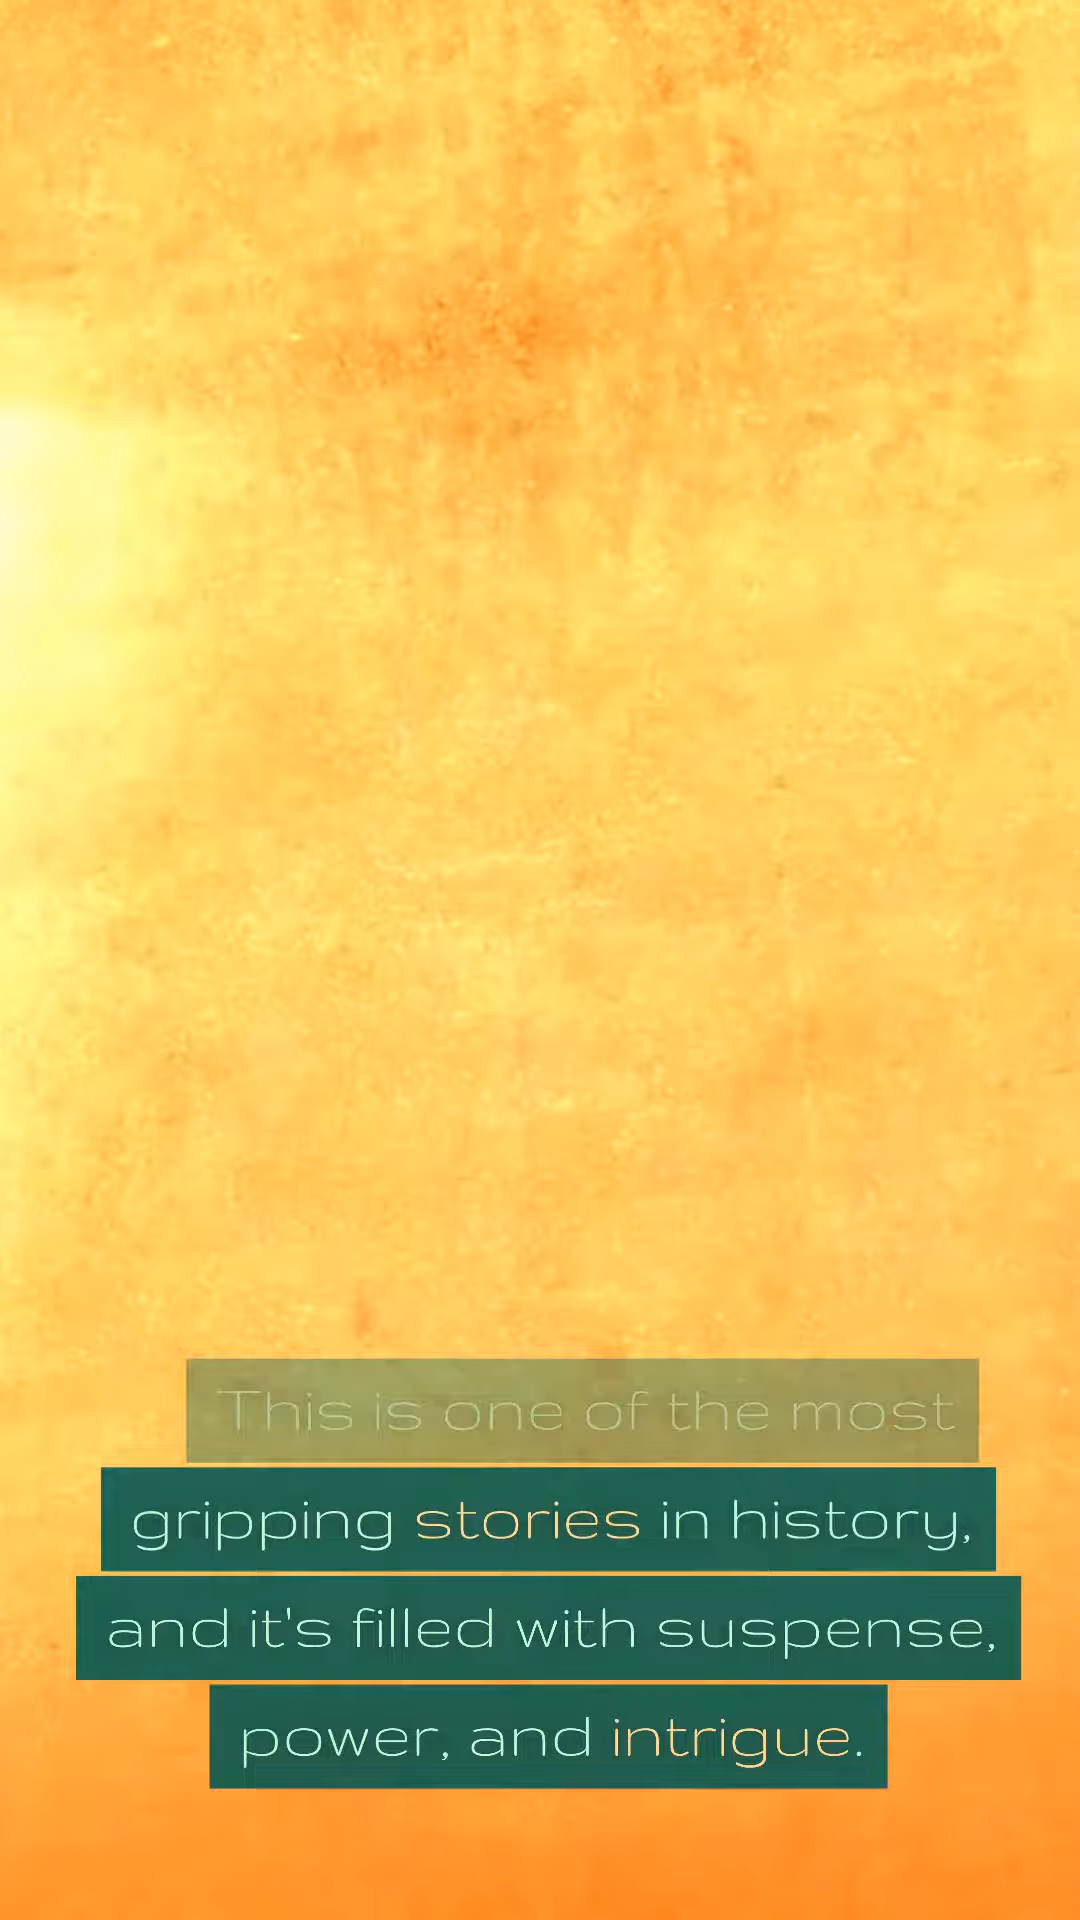 This is one of the most
gripping stories in history,
and it's filled with suspense,
power, and intrigue.